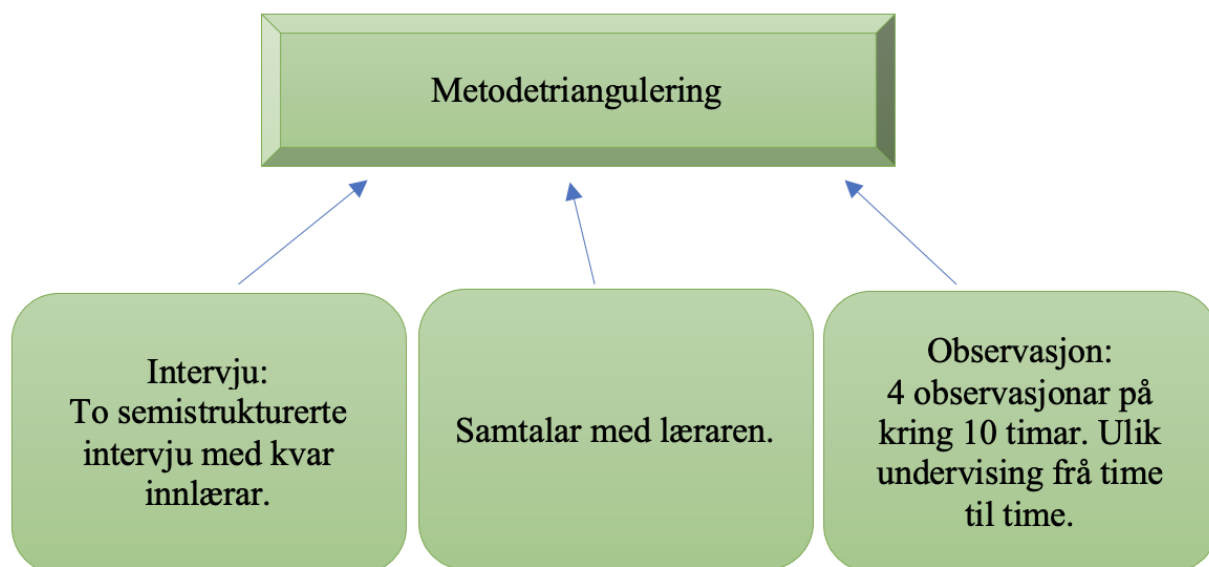 Metodetriangulering
Intervju:
To semistrukturerte
intervju med kvar
innlærar.
Samtalar med læraren.
Observasjon:
4 observasjonar på
kring 10 timar. Ulik
undervising frå time
til time.